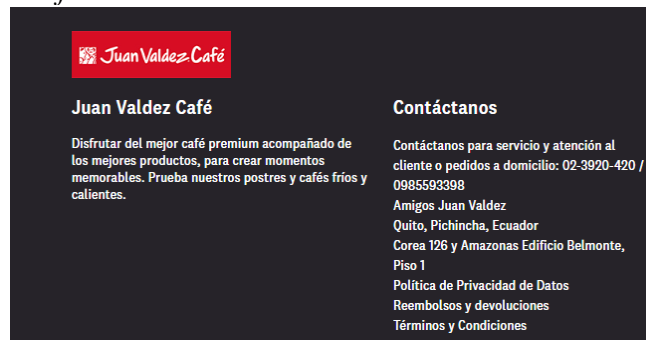 Juan Valdez Café
Juan Valdez Café
Disfrutar del mejor café premium acompañado de
los mejores productos, para crear momentos
memorables. Prueba nuestros postres y cafés fríos y
calientes.
Contáctanos
Contáctanos para servicio y atención al
cliente o pedidos a domicilio: 02-3920-420 /
0985593398
Amigos Juan Valdez
Quito, Pichincha, Ecuador
Corea 126 y Amazonas Edificio Belmonte,
Piso 1
Política de Privacidad de Datos
Reembolsos y devoluciones
Términos y Condiciones